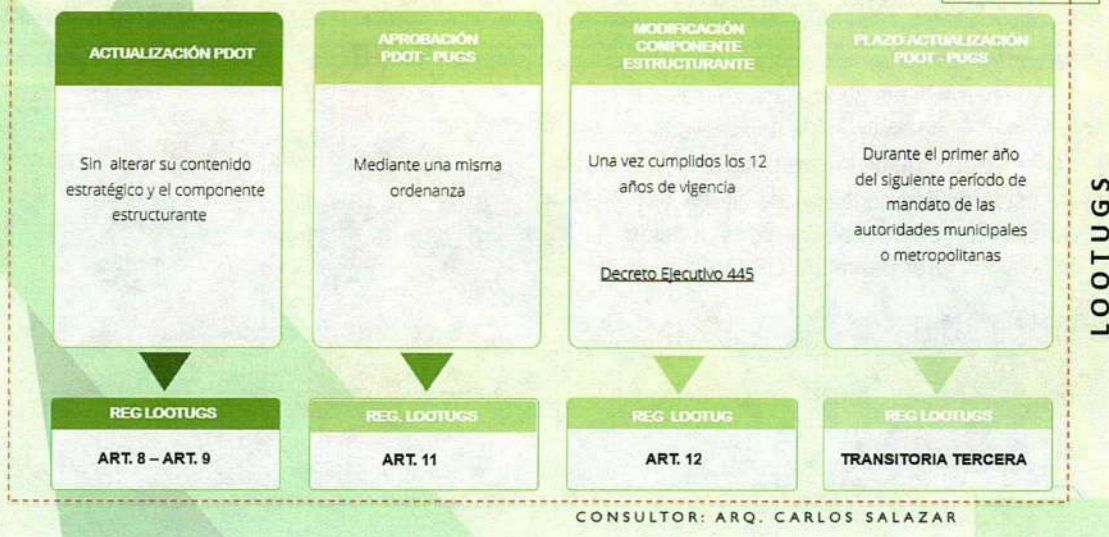 ACTUALIZACIÓN PDOT
Sin alterar su contenido
estratégico y el componente
estructurante
REG LOOTUGS
ART. 8 – ART. 9
APROBACIÓN
PDOT - PUGS
Mediante una misma
ordenanza
REG. LOOTUGS
ART. 11
MODIFICACIÓN
COMPONENTE
ESTRUCTURANTE
Una vez cumplidos los 12
años de vigencia
Decreto Ejecutivo 445
REG LOOTUG
ART. 12
PLAZO ACTUALIZACIÓN
PDOT - PUGS
Durante el primer año
del siguiente período de
mandato de las
autoridades municipales
o metropolitanas
REG LOOTUGS
TRANSITORIA TERCERA
LOOTUGS
CONSULTOR: ARQ. CARLOS SALAZAR